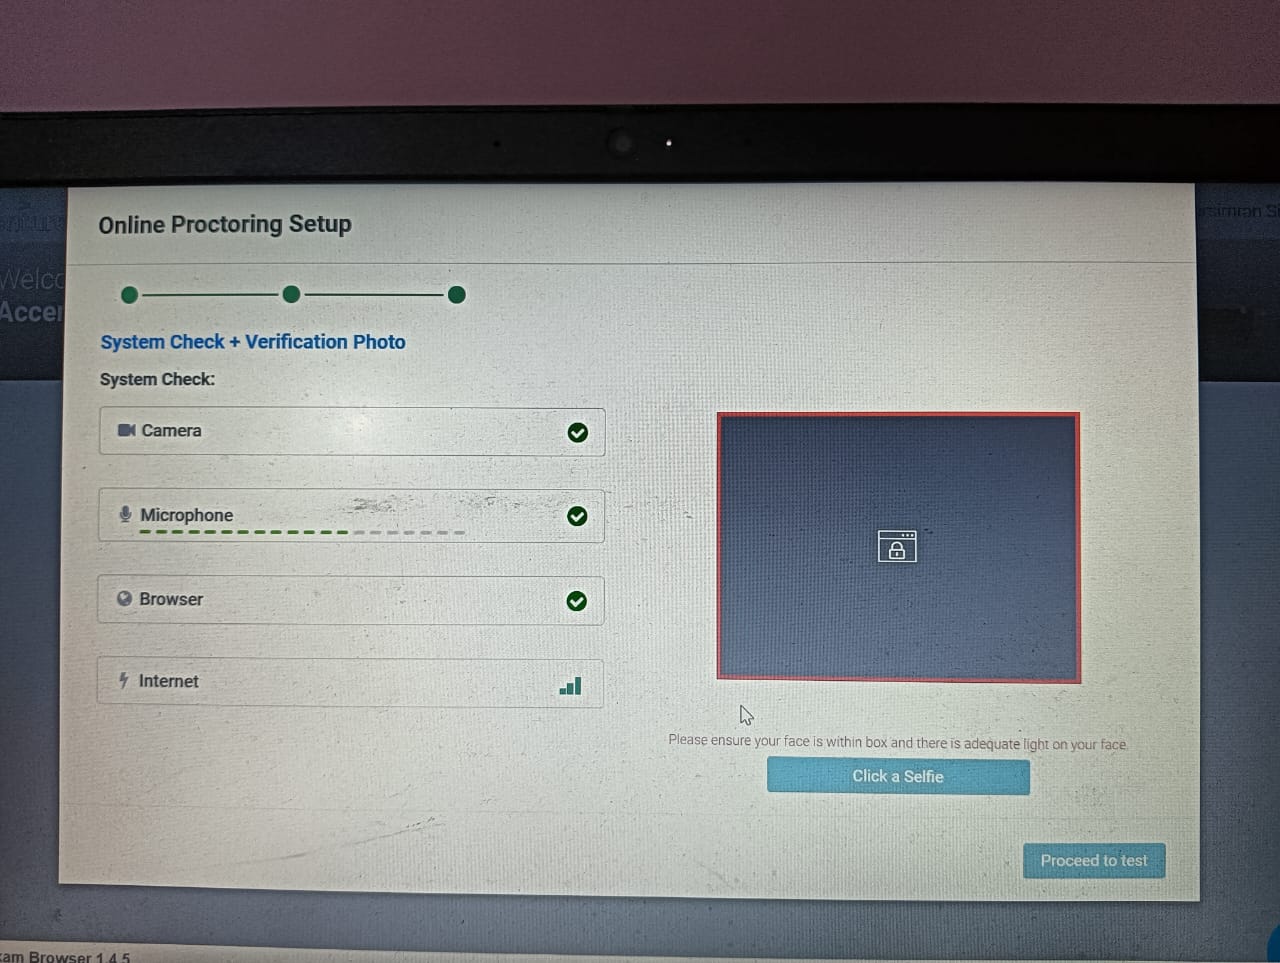 Online Proctoring Setup
Welco
Accen
System Check + Verification Photo
System Check:
Camera
Microphone
Browser
Internet
Please ensure your face is within box and there is adequate light on your face.
Click a Selfie
Proceed to test
xam Browser 1.4.5